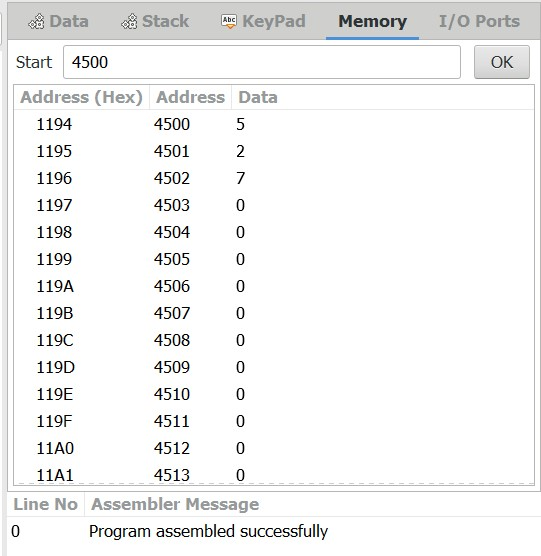 Data Stack Abc KeyPad Memory I/O Ports
Start 4500 OK
Address (Hex) Address Data
1194 4500 5
1195 4501 2
1196 4502 7
1197 4503 0
1198 4504 0
1199 4505 0
119A 4506 0
119B 4507 0
119C 4508 0
119D 4509 0
119E 4510 0
119F 4511 0
11A0 4512 0
11A1 4513 0
Line No Assembler Message
0 Program assembled successfully